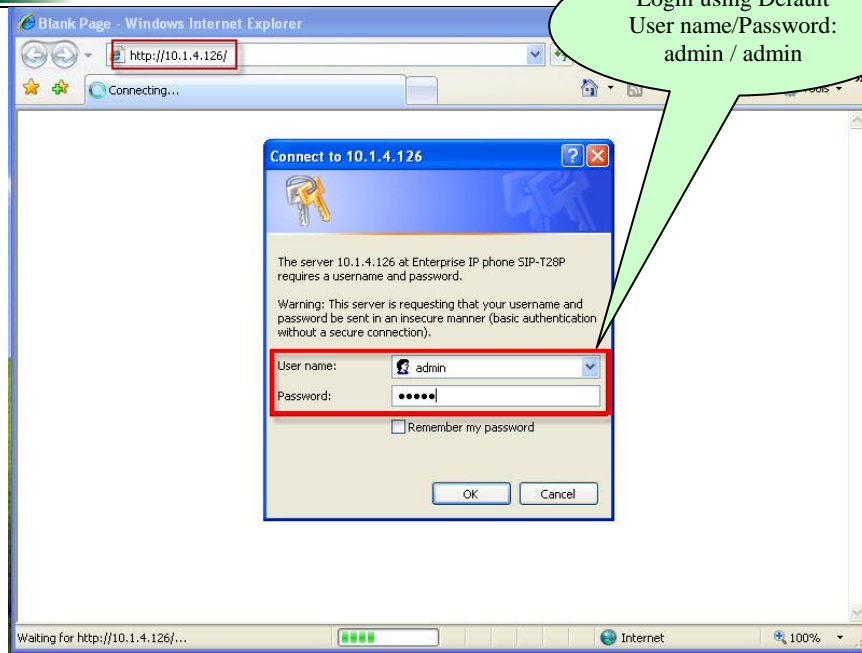 Login using Default
User name/Password:
admin / admin
Blank Page - Windows Internet Explorer
http://10.1.4.126/
Connecting...
Tools
Connect to 10.1.4.126
The server 10.1.4.126 at Enterprise IP phone SIP-T28P
requires a username and password.
Warning: This server is requesting that your username and
password be sent in an insecure manner (basic authentication
without a secure connection).
User name:
admin
Password:
•••••
Remember my password
OK
Cancel
Waiting for http://10.1.4.126/...
Internet
100%